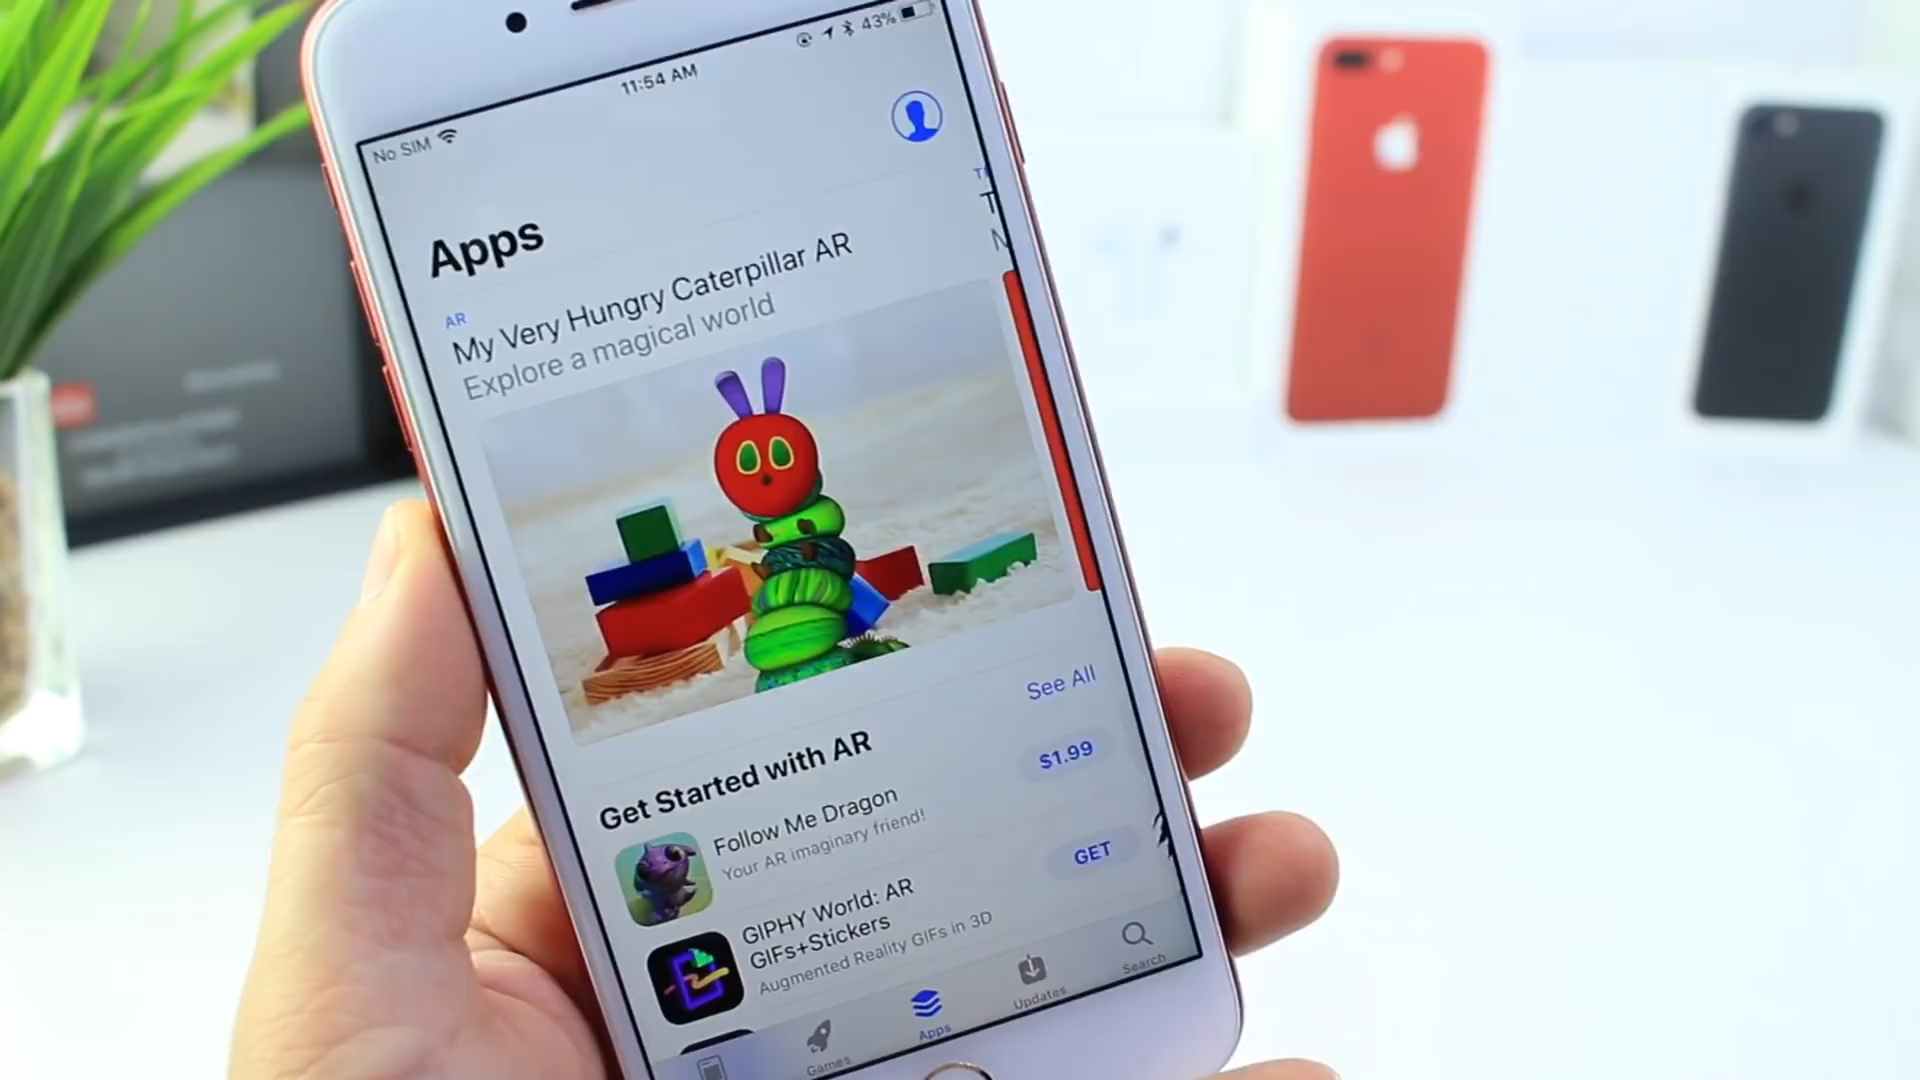 No SIM
11:54 AM
43%
Apps
AR
My Very Hungry Caterpillar AR
Explore a magical world
T
N
Get Started with AR
See All
Follow Me Dragon
Your AR imaginary friend!
$1.99
GIPHY World: AR
GIFs+Stickers
Augmented Reality GIFs in 3D
GET
Games
Apps
Updates
Search